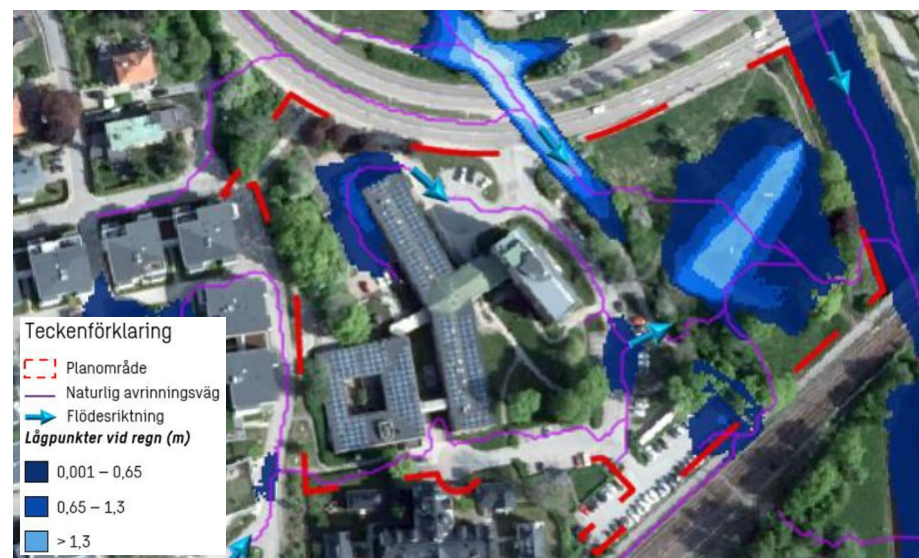 Teckenförklaring
Planområde
Naturlig avrinningsväg
Flödesriktning
Lågpunkter vid regn (m)
0,001 – 0,65
0,65 – 1,3
> 1,3